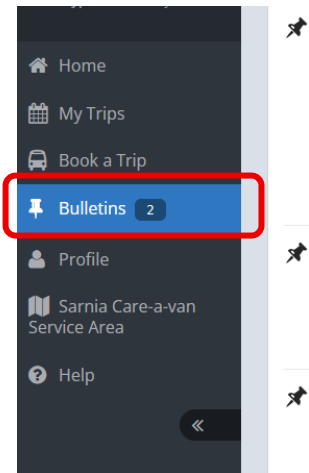 Home
My Trips
Book a Trip
Bulletins 2
Profile
Sarnia Care-a-van
Service Area
Help